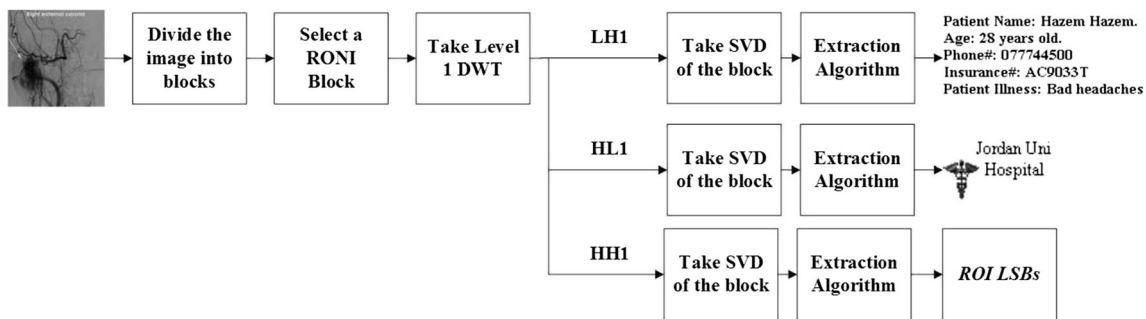 Right external carotid
Divide the
image into
blocks
Select a
RONI
Block
Take Level
1 DWT
LH1
Take SVD
of the block
Extraction
Algorithm
Patient Name: Hazem Hazem.
Age: 28 years old.
Phone#: 077744500
Insurance#: AC9033T
Patient Illness: Bad headaches
HL1
Take SVD
of the block
Extraction
Algorithm
Jordan Uni
Hospital
HH1
Take SVD
of the block
Extraction
Algorithm
ROI LSBs